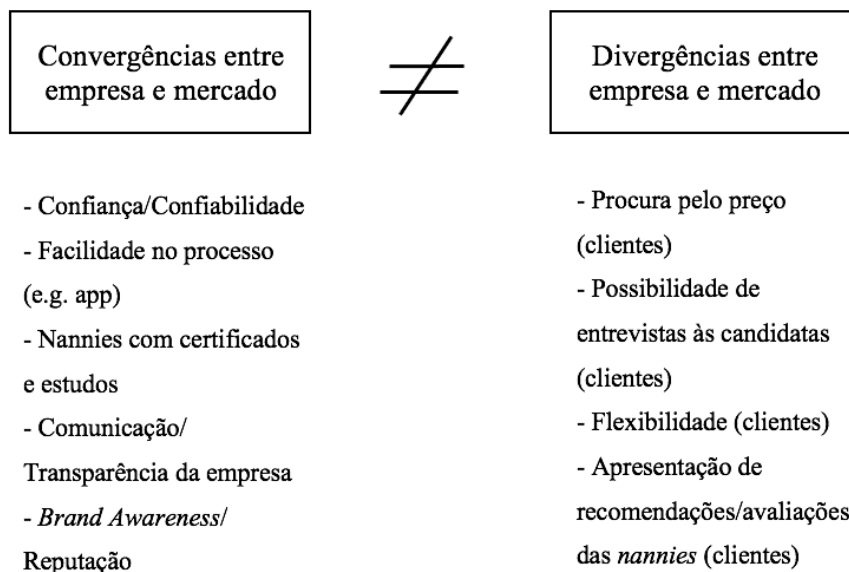 Convergências entre
empresa e mercado
≠
Divergências entre
empresa e mercado
- Confiança/Confiabilidade
- Facilidade no processo
(e.g. app)
- Nannies com certificados
e estudos
- Comunicação/
Transparência da empresa
- Brand Awareness/
Reputação
- Procura pelo preço
(clientes)
- Possibilidade de
entrevistas às candidatas
(clientes)
- Flexibilidade (clientes)
- Apresentação de
recomendações/avaliações
das nannies (clientes)